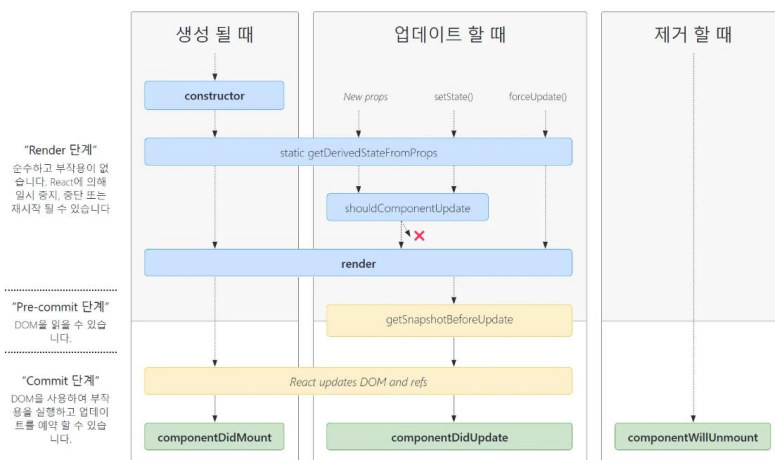 생성 될 때
업데이트 할 때
제거 할 때
constructor
New props
setState()
forceUpdate()
"Render 단계"
순수하고 부작용이 없
습니다. React에 의해
일시 중지, 중단 또는
재시작 될 수 있습니다
static getDerivedStateFromProps
shouldComponentUpdate
render
"Pre-commit 단계"
DOM을 읽을 수 있습
니다.
getSnapshotBeforeUpdate
"Commit 단계"
DOM을 사용하여 부작
용을 실행하고 업데이
트를 예약 할 수 있습
니다.
React updates DOM and refs
componentDidMount
componentDidUpdate
componentWillUnmount